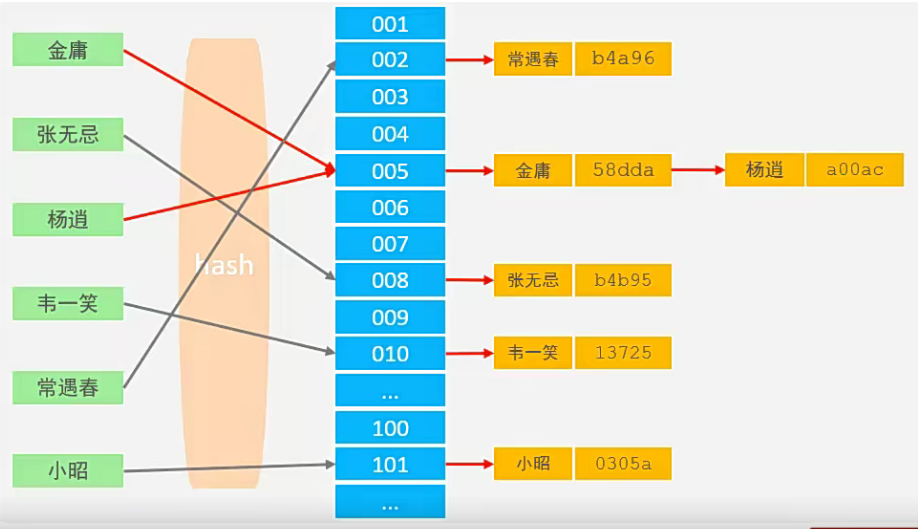 金庸
张无忌
杨逍
韦一笑
常遇春
小昭
hash
001
002
003
004
005
006
007
008
009
010
...
100
101
...
常遇春 b4a96
金庸 58dda 杨逍 a00ac
张无忌 b4b95
韦一笑 13725
小昭 0305a